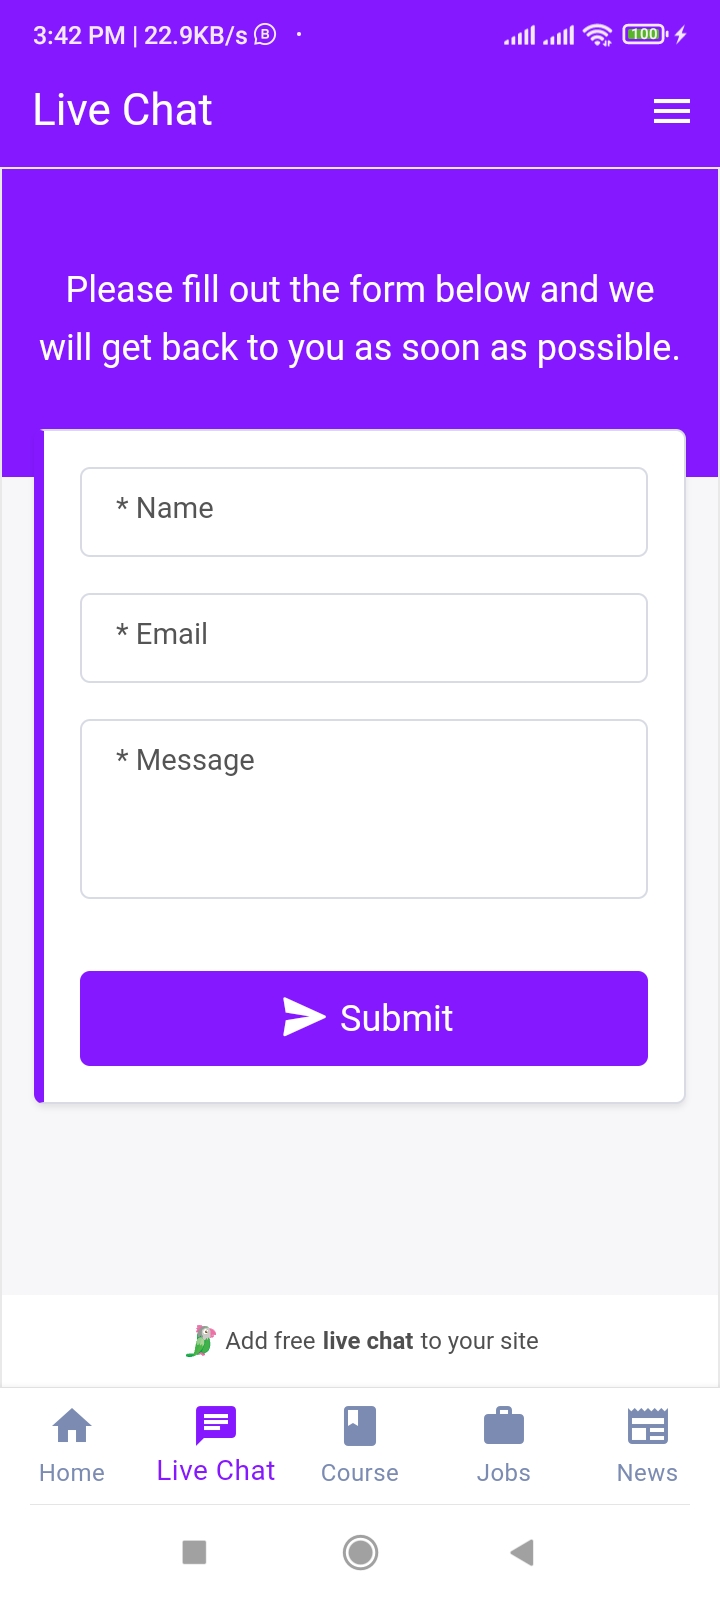 3:42 PM | 22.9KB/s
100
Live Chat
Please fill out the form below and we
will get back to you as soon as possible.
* Name
* Email
* Message
Submit
Add free live chat to your site
Home
Live Chat
Course
Jobs
News